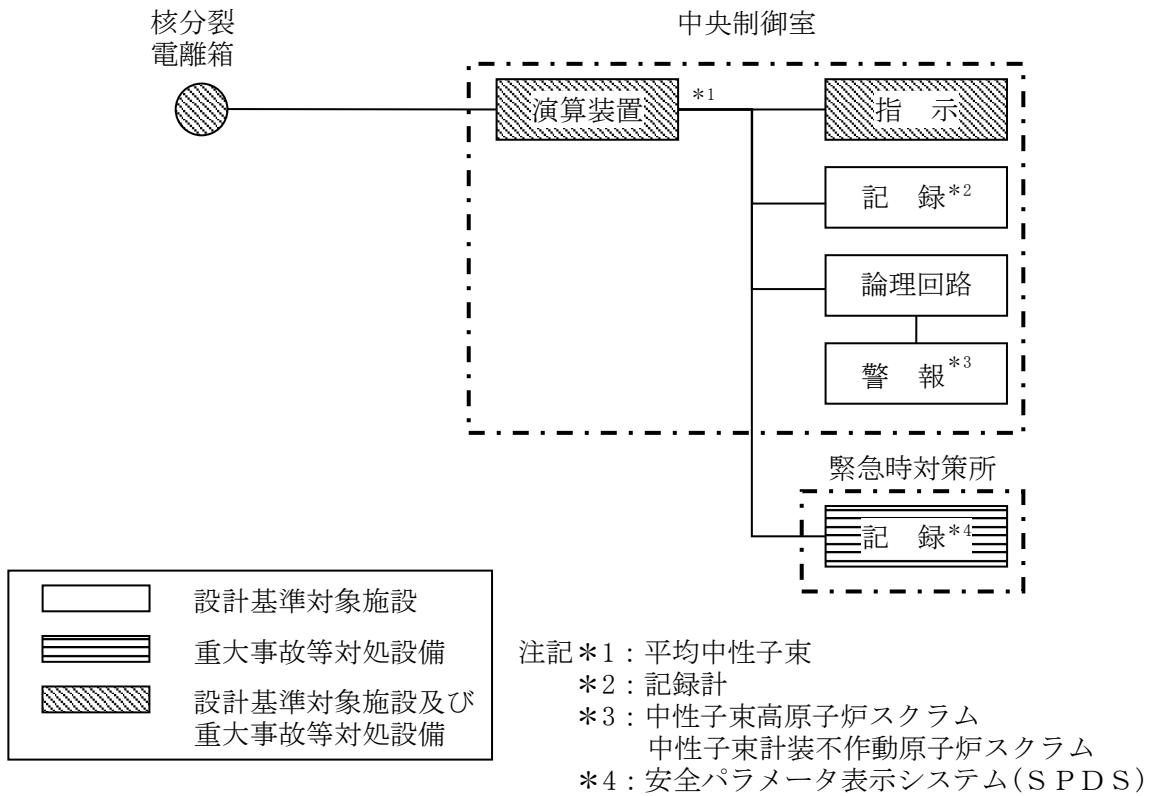 核分裂
電離箱
中央制御室
演算装置
*1
指　示
記　録*2
論理回路
警　報*3
緊急時対策所
記　録*4
設計基準対象施設
重大事故等対処設備
設計基準対象施設及び
重大事故等対処設備
注記*1：平均中性子束
*2：記録計
*3：中性子束高原子炉スクラム
中性子束計装不作動原子炉スクラム
*4：安全パラメータ表示システム(ＳＰＤＳ)